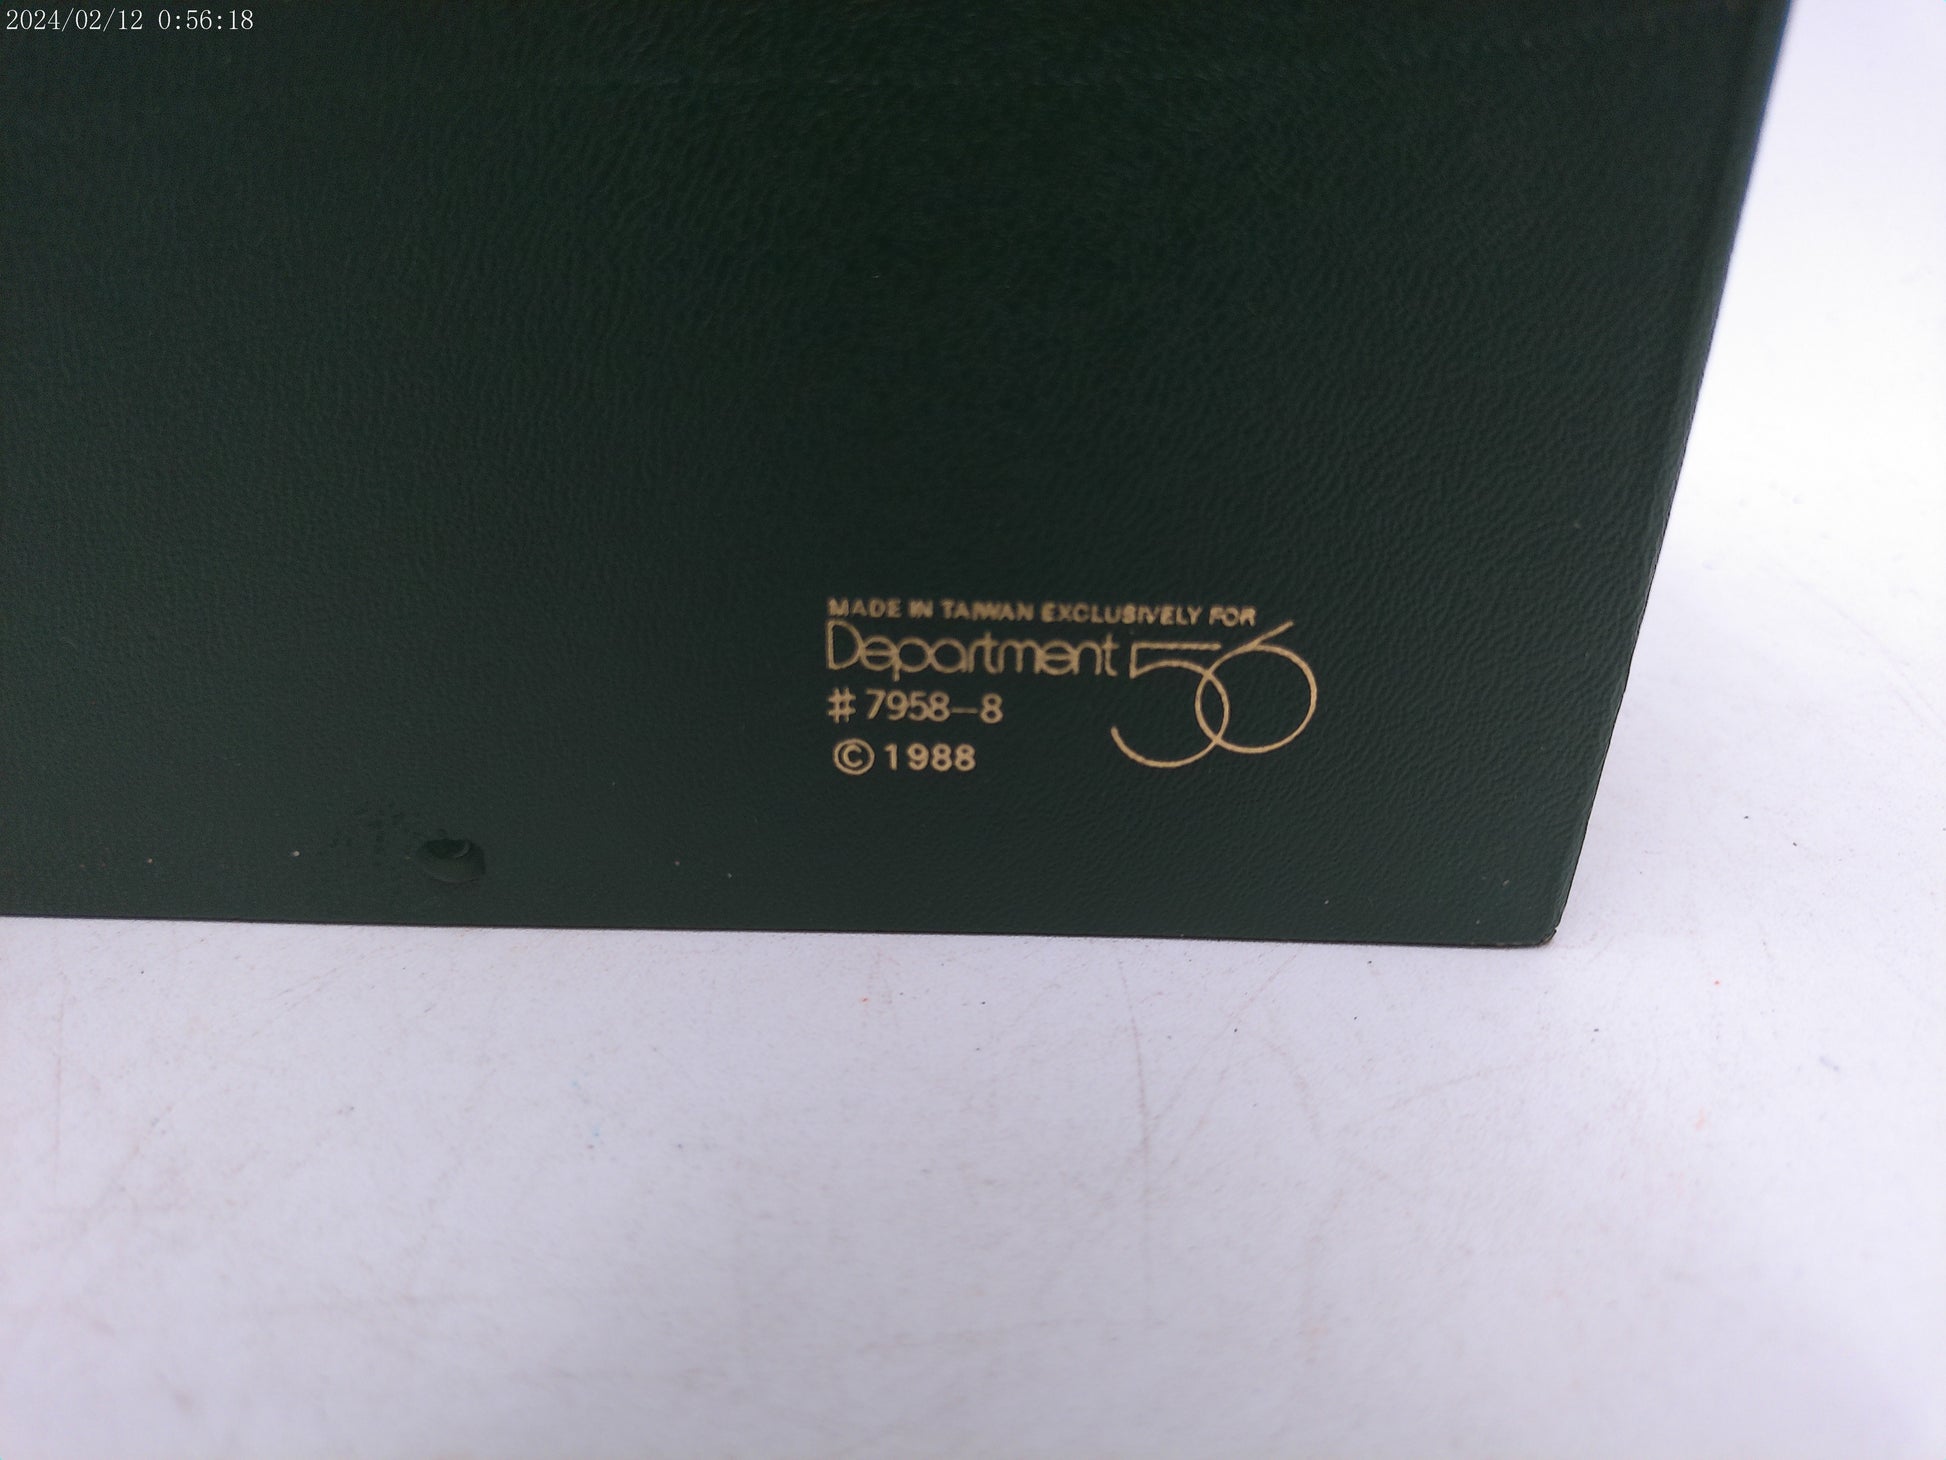 2024/02/12 0:56:18
MADE IN TAIWAN EXCLUSIVELY FOR
Department 56
# 7958-8
© 1988